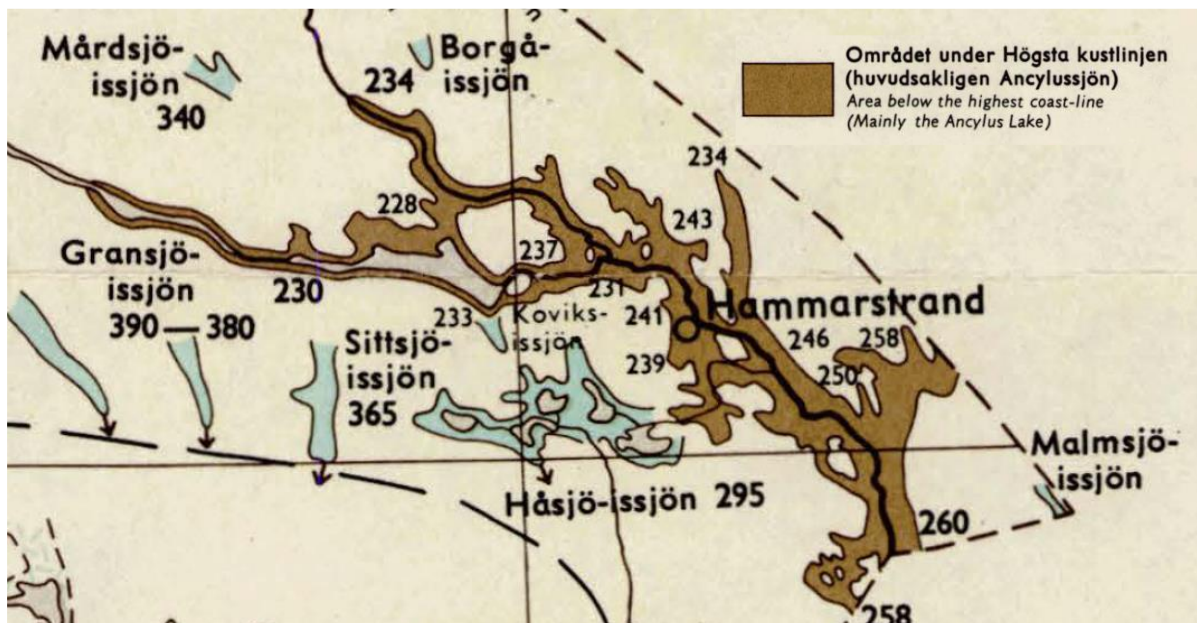 Mårdsjö-
issjön
340
234
Borgå-
issjön
Området under Högsta kustlinjen
(huvudsakligen Ancylussjön)
Area below the highest coast-line
(Mainly the Ancylus Lake)
234
228
243
237
Gransjö-
issjön
390—380
230
231
233
Koviks-
issjön
241
Hammarstrand
Sittsjö-
issjön
365
239
246
258
250
Malmsjö-
issjön
Håsjö-issjön 295
260
258